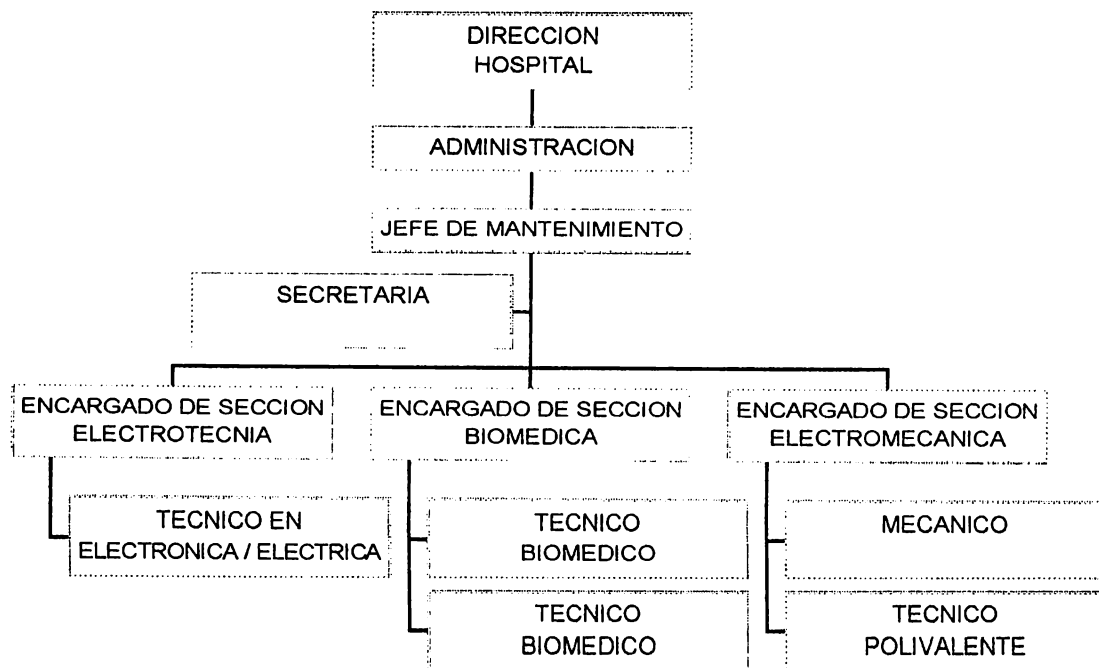 DIRECCION
HOSPITAL
ADMINISTRACION
JEFE DE MANTENIMIENTO
SECRETARIA
ENCARGADO DE SECCION
ELECTROTECNIA
ENCARGADO DE SECCION
BIOMEDICA
ENCARGADO DE SECCION
ELECTROMECANICA
TECNICO EN
ELECTRONICA / ELECTRICA
TECNICO
BIOMEDICO
TECNICO
BIOMEDICO
MECANICO
TECNICO
POLIVALENTE